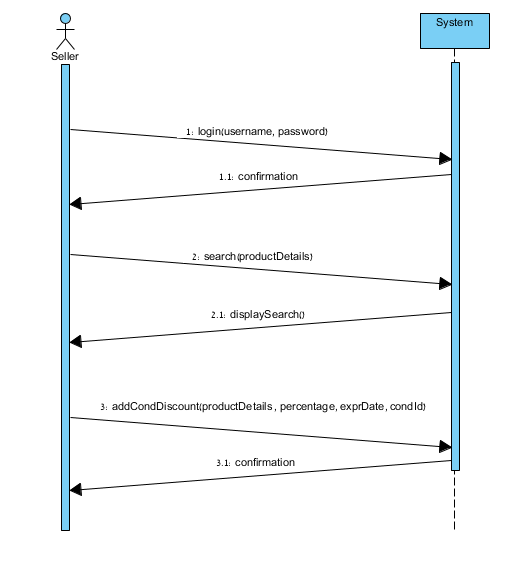 System
Seller
1: login(username, password)
1.1: confirmation
2: search(productDetails)
2.1: displaySearch()
3: addCondDiscount(productDetails, percentage, exprDate, condId)
3.1: confirmation